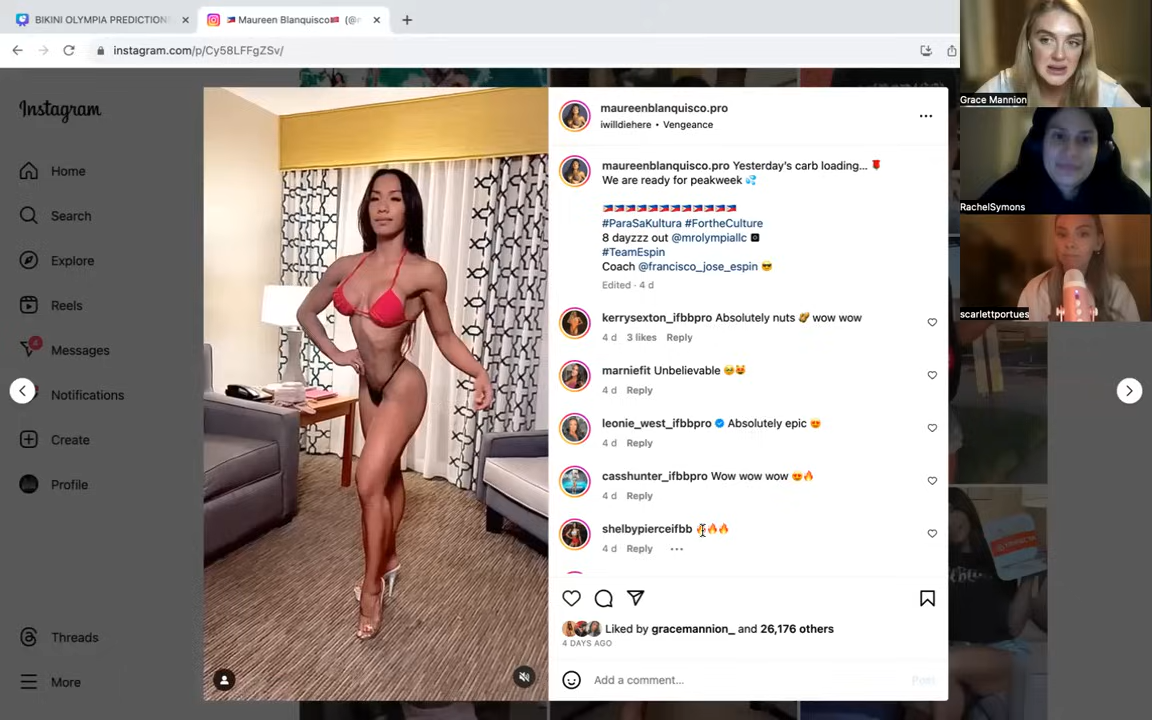 BIKINI OLYMPIA PREDICTION
Maureen Blanquisco🇵🇭 (@
instagram.com/p/Cy58LFFgZSv/
Grace Mannion
RachelSymons
scarlettportues
Instagram
Home
Search
Explore
Reels
4
Messages
Notifications
Create
Profile
Threads
More
maureenblanquisco.pro
iwilldiehere • Vengeance
maureenblanquisco.pro Yesterday's carb loading... 🌹
We are ready for peakweek 💦
🇵🇭🇵🇭🇵🇭🇵🇭🇵🇭🇵🇭🇵🇭🇵🇭🇵🇭🇵🇭🇵🇭
#ParaSaKultura #FortheCulture
8 dayzzz out @mrolympiallc
#TeamEspin
Coach @francisco_jose_espin 😎
Edited · 4 d
kerrysexton_ifbbpro Absolutely nuts 🥜 wow wow
4 d 3 likes Reply
marniefit Unbelievable 🥹😻
4 d Reply
leonie_west_ifbbpro Absolutely epic 😍
4 d Reply
casshunter_ifbbpro Wow wow wow 😍🔥
4 d Reply
shelbypierceifbb 🔥🔥🔥
4 d Reply
Liked by gracemannion_ and 26,176 others
4 DAYS AGO
Add a comment...
Post